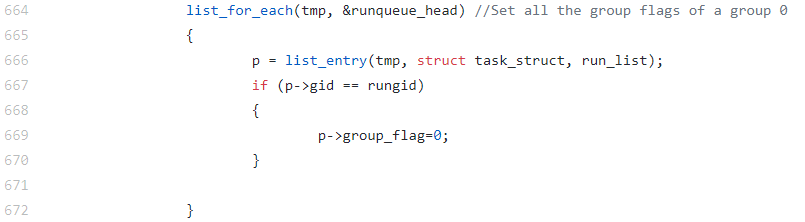 664 list_for_each(tmp, &runqueue_head) //Set all the group flags of a group 0
665 {
666 p = list_entry(tmp, struct task_struct, run_list);
667 if (p->gid == rungid)
668 {
669 p->group_flag=0;
670 }
671
672 }